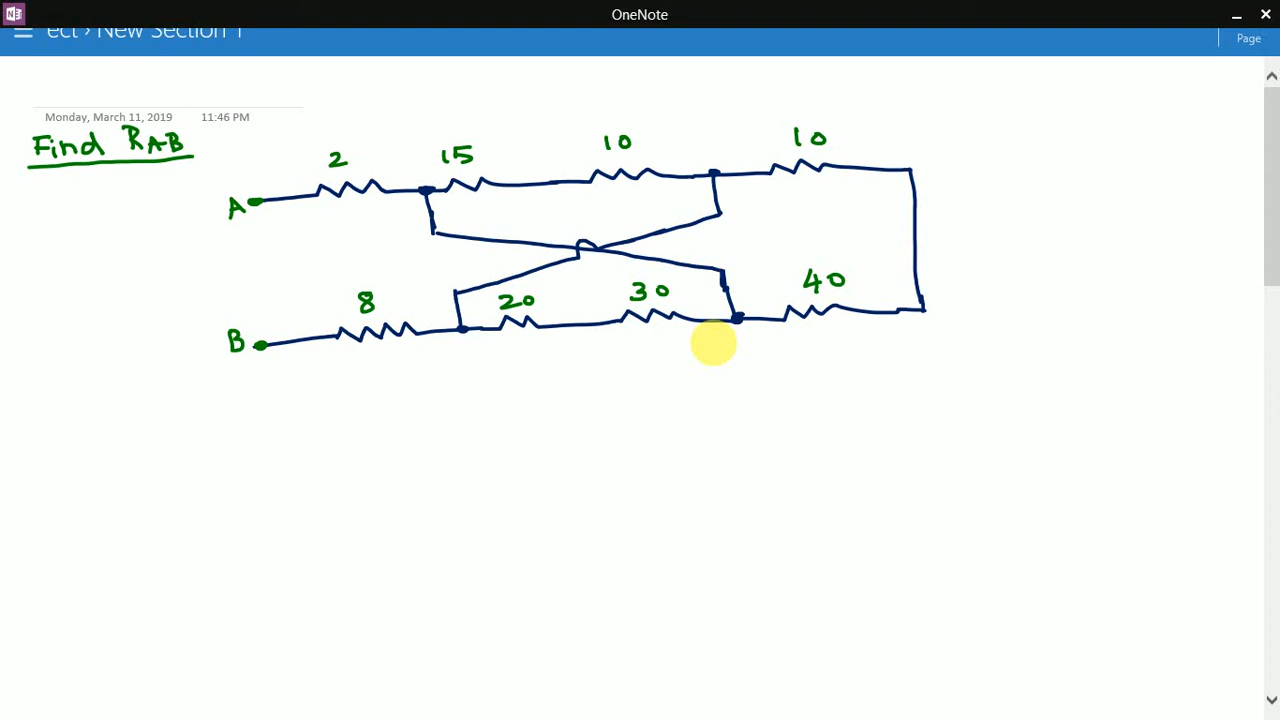 OneNote
ect › New Section 1
Page
Monday, March 11, 2019 11:46 PM
Find RAB
2 15 10 10
A
8 20 30 40
B